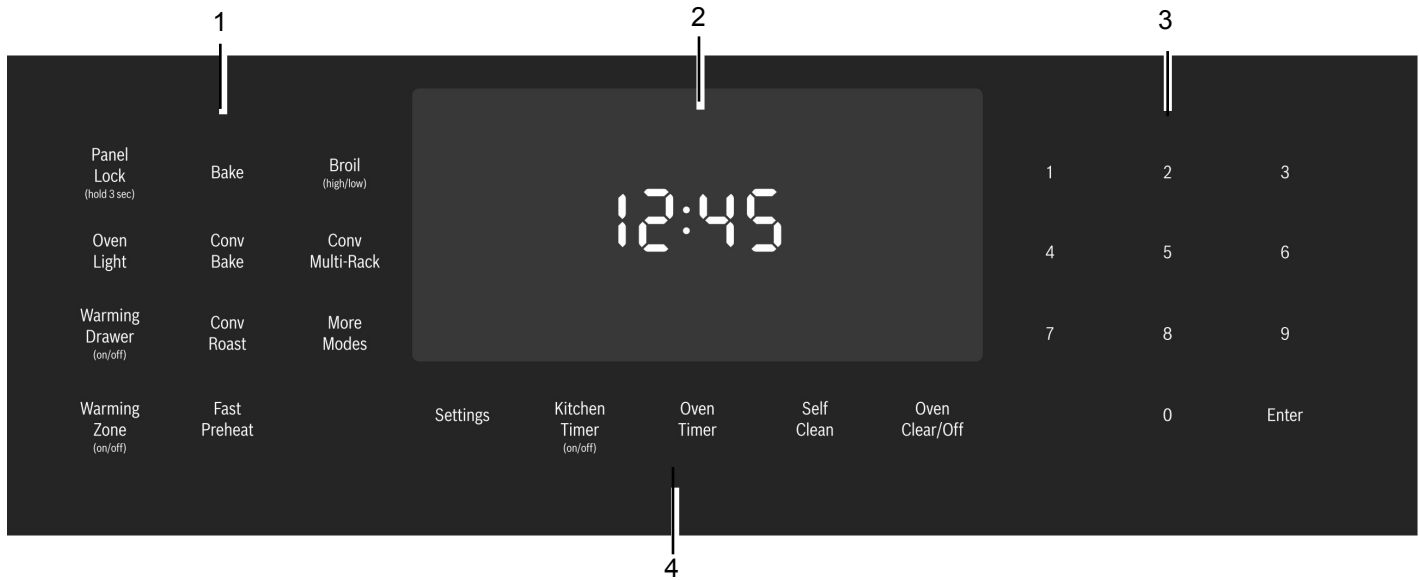 1
2
3
Panel
Lock
(hold 3 sec)
Bake
Broil
(high/low)
Oven
Light
Conv
Bake
Conv
Multi-Rack
Warming
Drawer
(on/off)
Conv
Roast
More
Modes
Warming
Zone
(on/off)
Fast
Preheat
12:45
Settings
Kitchen
Timer
(on/off)
Oven
Timer
Self
Clean
Oven
Clear/Off
1 2 3
4 5 6
7 8 9
0 Enter
4